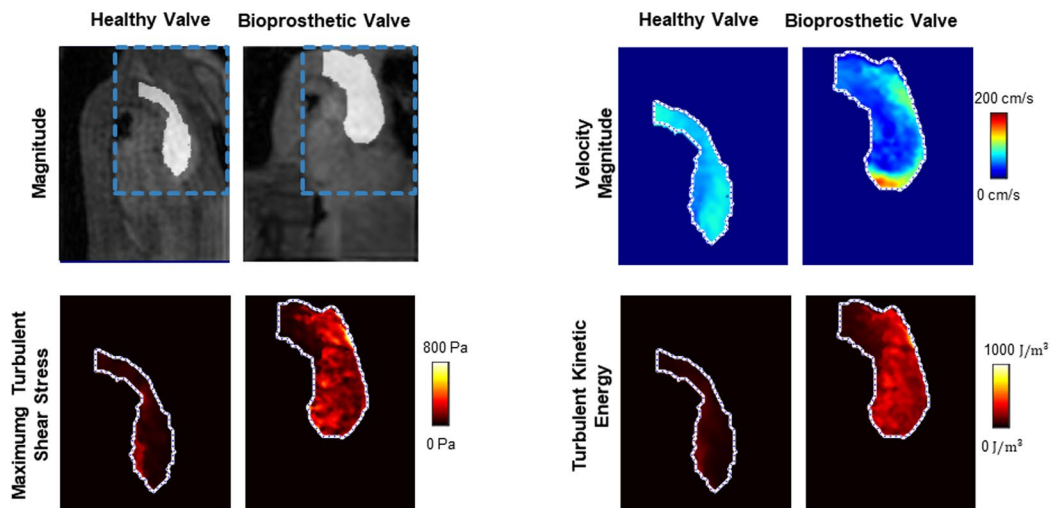 Healthy Valve
Bioprosthetic Valve
Magnitude
Healthy Valve
Bioprosthetic Valve
Velocity
Magnitude
200 cm/s
0 cm/s
Maximumg Turbulent
Shear Stress
800 Pa
0 Pa
Turbulent Kinetic
Energy
1000 J/m³
0 J/m³